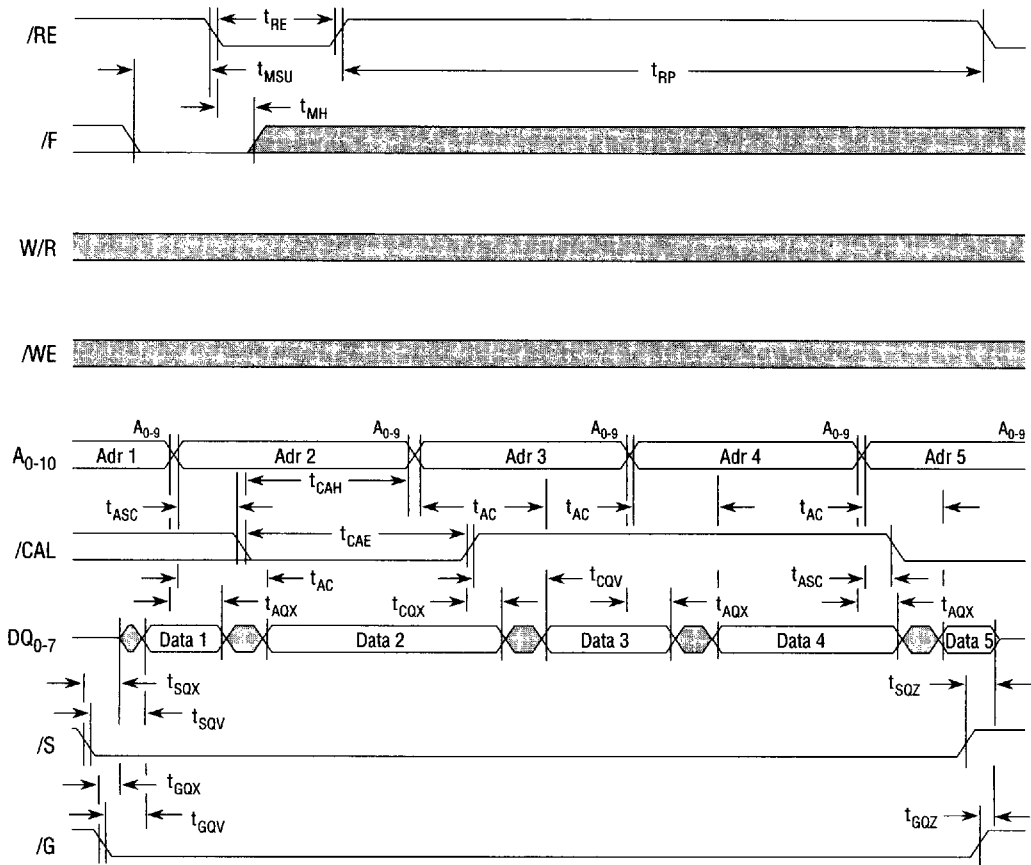 /RE
t_RE
t_MSU
t_RP
t_MH
/F
W/R
/WE
A_0-9 A_0-9 A_0-9 A_0-9 A_0-9
A_0-10 Adr 1 Adr 2 Adr 3 Adr 4 Adr 5
t_CAH
t_ASC t_AC t_AC t_AC
/CAL t_CAE
t_AC t_CQV t_ASC
t_AQX t_CQX t_AQX t_AQX
DQ_0-7 Data 1 Data 2 Data 3 Data 4 Data 5
t_SQX t_SQZ
t_SQV
/S
t_GQX
t_GQV t_GQZ
/G